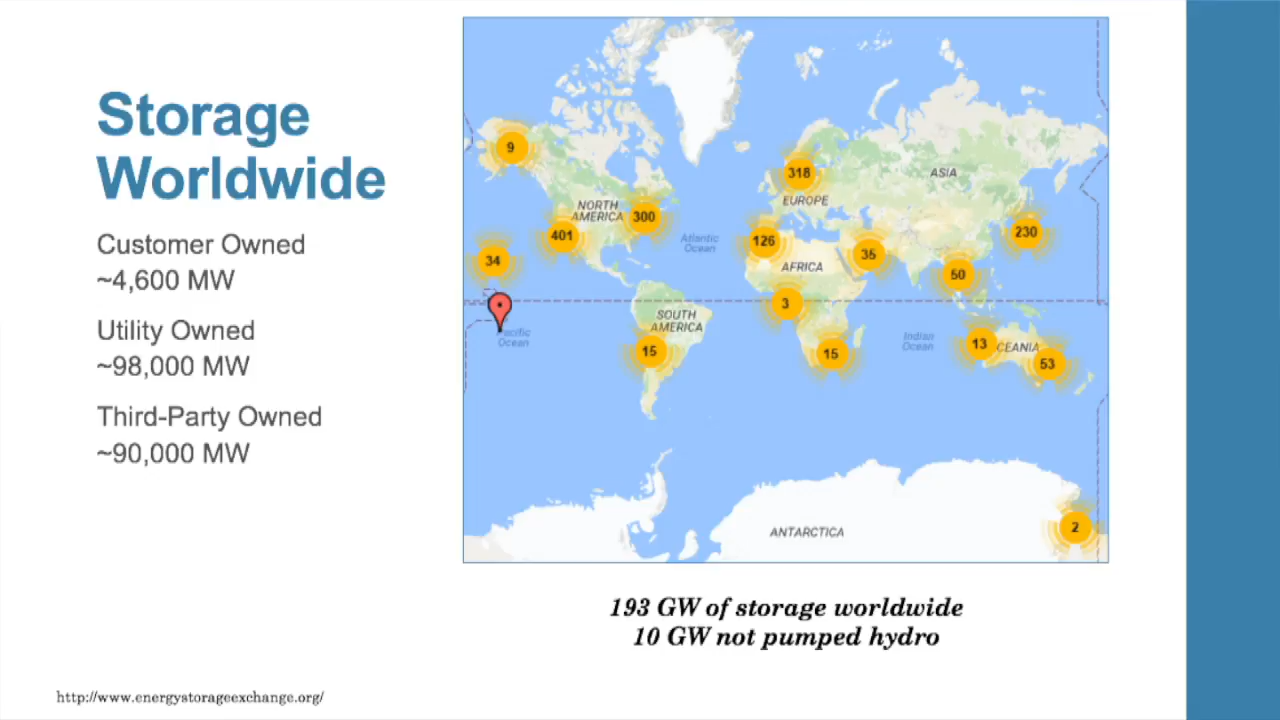 Storage
Worldwide
Customer Owned
~4,600 MW
Utility Owned
~98,000 MW
Third-Party Owned
~90,000 MW
9
318
ASIA
EUROPE
NORTH
AMERICA
300
401
Atlantic
Ocean
126
230
34
35
AFRICA
50
3
SOUTH
AMERICA
Pacific
Ocean
Indian
Ocean
15
15
13
CEANIA
53
2
ANTARCTICA
193 GW of storage worldwide
10 GW not pumped hydro
http://www.energystorageexchange.org/